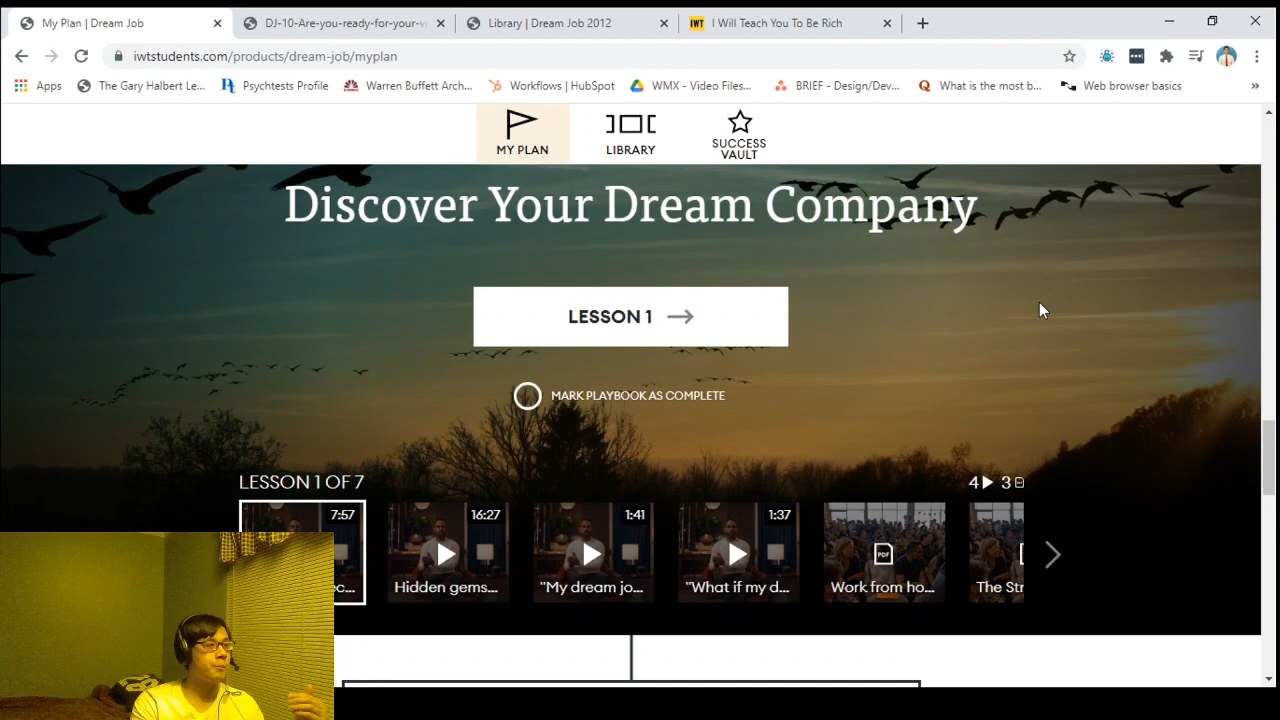 My Plan | Dream Job
DJ-10-Are-you-ready-for-your-v
Library | Dream Job 2012
IWT
I Will Teach You To Be Rich
iwtstudents.com/products/dream-job/myplan
Apps
The Gary Halbert Le...
Psychtests Profile
Warren Buffett Arch...
Workflows | HubSpot
WMX - Video Files...
BRIEF - Design/Dev...
What is the most b...
Web browser basics
MY PLAN
LIBRARY
SUCCESS
VAULT
Discover Your Dream Company
LESSON 1
MARK PLAYBOOK AS COMPLETE
LESSON 1 OF 7
4 3
7:57
16:27
1:41
1:37
PDF
c...
Hidden gems...
"My dream jo...
"What if my d...
Work from ho...
The Str